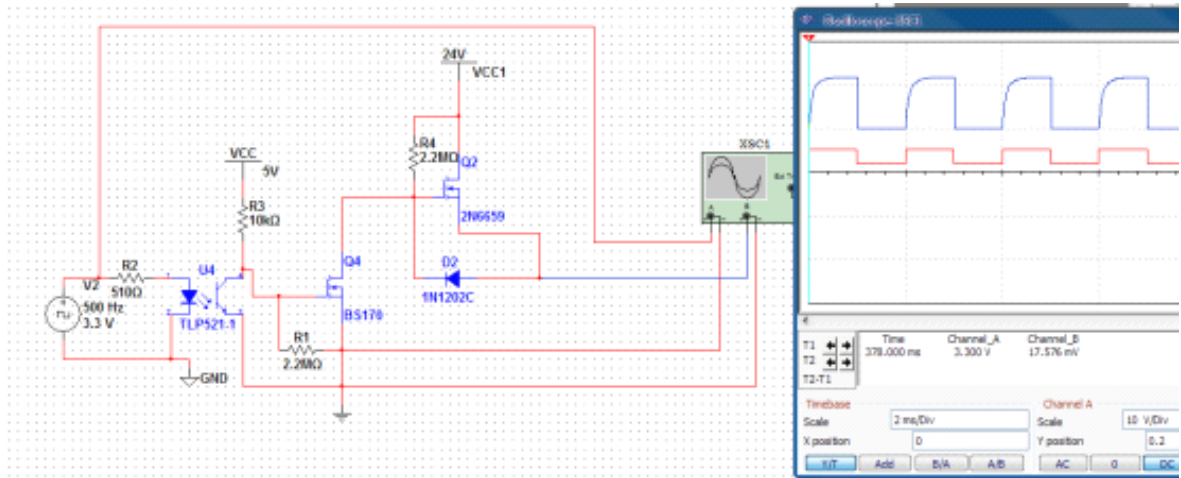 24V
VCC1
R4
2.2MΩ
Q2
2N6659
XSC1
VCC
5V
R3
10kΩ
Q4
BS170
D2
1N1202C
R2
510Ω
U4
TLP521-1
V2
500 Hz
3.3 V
R1
2.2MΩ
GND
A
B
T1
T2
T2-T1
Time Channel_A Channel_B
378.000 ms 3.300 V 17.576 mV
Timebase
Scale 2 ms/Div
X position 0
Y/T Add B/A A/B
Channel A
Scale 10 V/Div
Y position 0.2
AC 0 DC